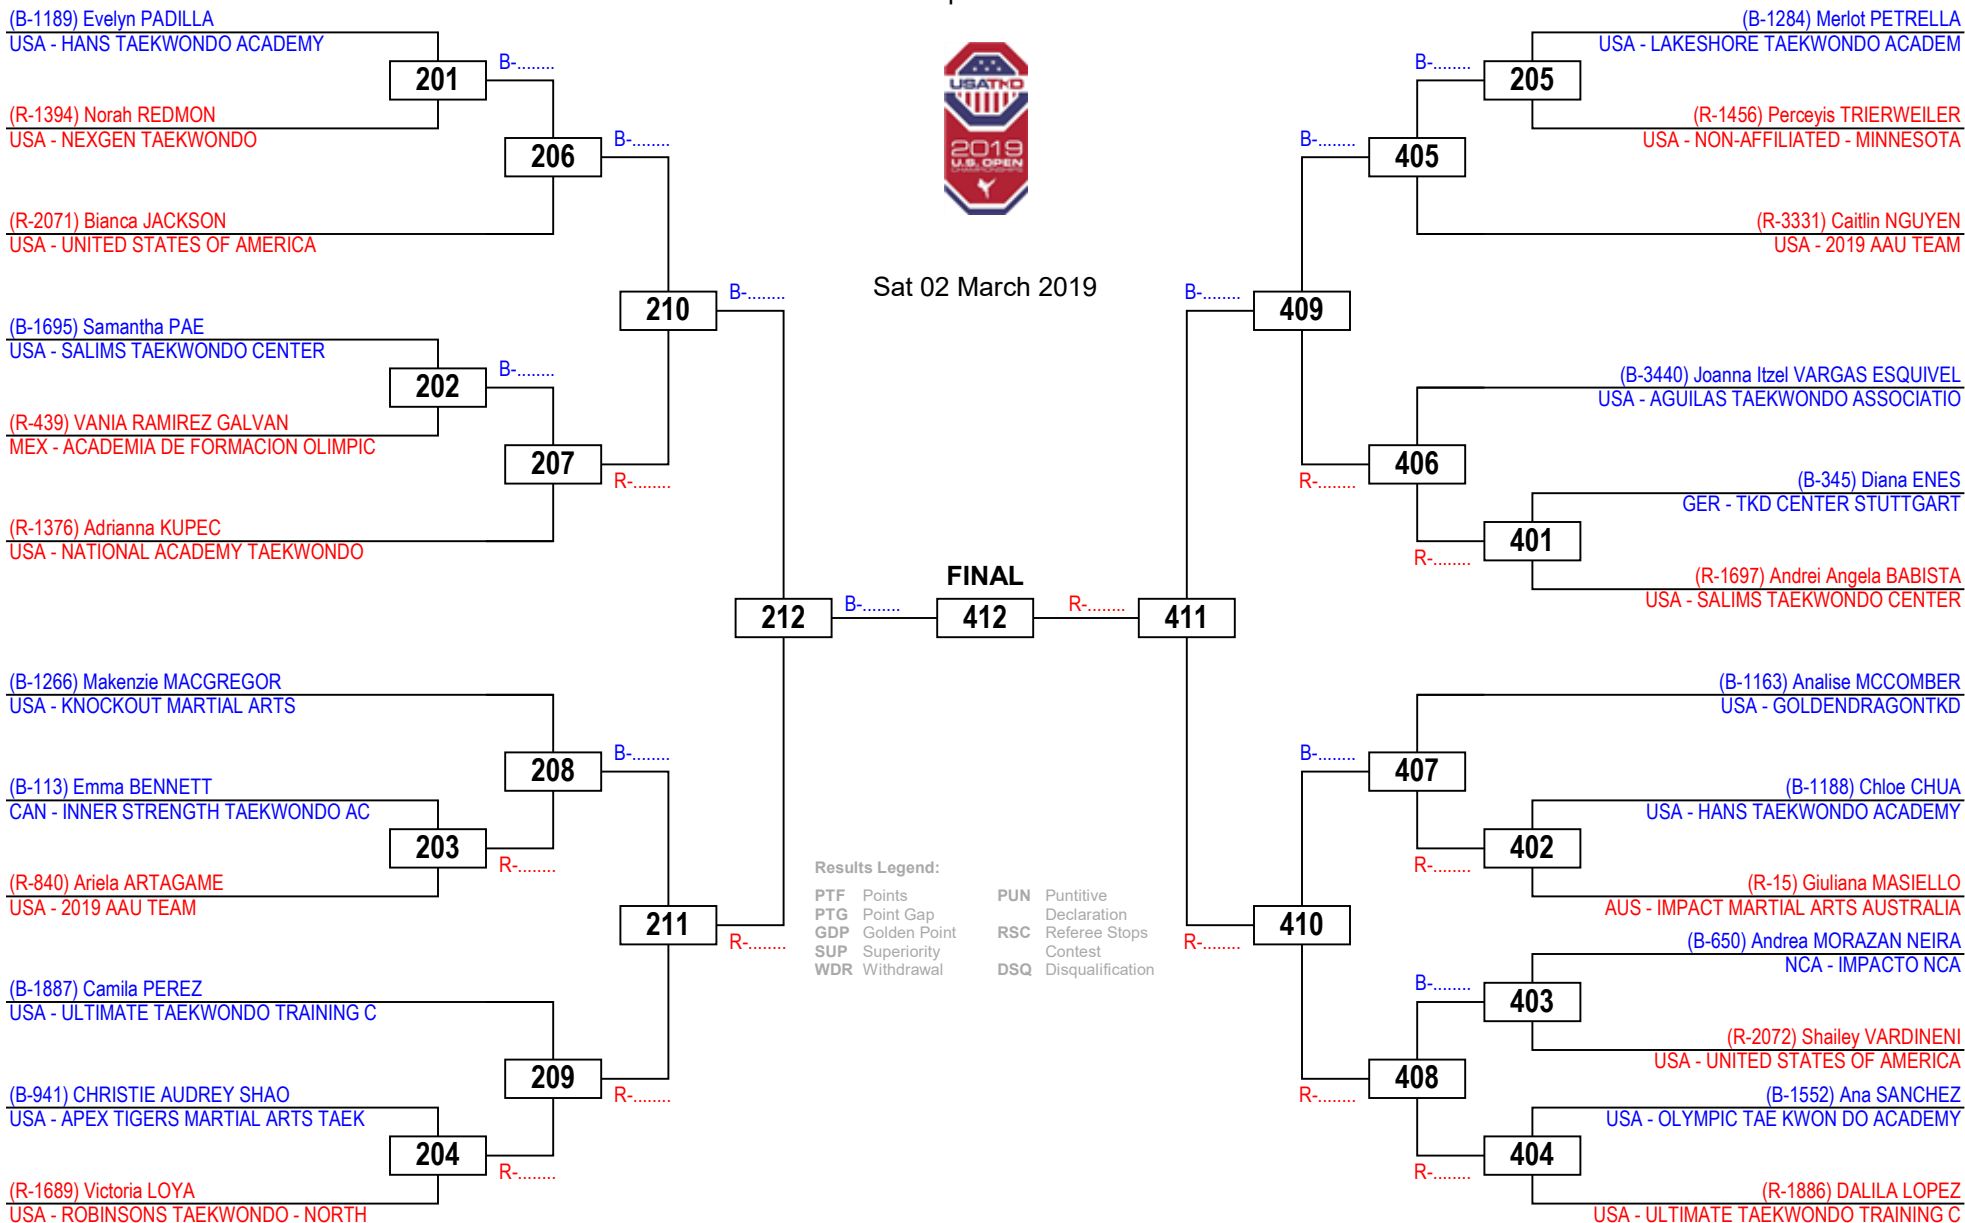 (B-1189) Evelyn PADILLA
USA - HANS TAEKWONDO ACADEMY
201
B-........
(R-1394) Norah REDMON
USA - NEXGEN TAEKWONDO
206
B-........
(R-2071) Bianca JACKSON
USA - UNITED STATES OF AMERICA
210
B-........
(B-1695) Samantha PAE
USA - SALIMS TAEKWONDO CENTER
202
B-........
(R-439) VANIA RAMIREZ GALVAN
MEX - ACADEMIA DE FORMACION OLIMPIC
207
R-........
(R-1376) Adrianna KUPEC
USA - NATIONAL ACADEMY TAEKWONDO
212
B-........
(B-1266) Makenzie MACGREGOR
USA - KNOCKOUT MARTIAL ARTS
208
B-........
(B-113) Emma BENNETT
CAN - INNER STRENGTH TAEKWONDO AC
203
R-........
(R-840) Ariela ARTAGAME
USA - 2019 AAU TEAM
211
R-........
(B-1887) Camila PEREZ
USA - ULTIMATE TAEKWONDO TRAINING C
209
R-........
(B-941) CHRISTIE AUDREY SHAO
USA - APEX TIGERS MARTIAL ARTS TAEK
204
R-........
(R-1689) Victoria LOYA
USA - ROBINSONS TAEKWONDO - NORTH
USATKD
2019
U.S. OPEN
CHAMPIONSHIPS
Sat 02 March 2019
FINAL
412
Results Legend:
PTF Points
PTG Point Gap
GDP Golden Point
SUP Superiority
WDR Withdrawal
PUN Puntitive
Declaration
RSC Referee Stops
Contest
DSQ Disqualification
(B-1284) Merlot PETRELLA
USA - LAKESHORE TAEKWONDO ACADEM
B-........
205
(R-1456) Perceyis TRIERWEILER
USA - NON-AFFILIATED - MINNESOTA
B-........
405
(R-3331) Caitlin NGUYEN
USA - 2019 AAU TEAM
B-........
409
(B-3440) Joanna Itzel VARGAS ESQUIVEL
USA - AGUILAS TAEKWONDO ASSOCIATIO
406
R-........
(B-345) Diana ENES
GER - TKD CENTER STUTTGART
401
R-........
(R-1697) Andrei Angela BABISTA
USA - SALIMS TAEKWONDO CENTER
R-........
411
(B-1163) Analise MCCOMBER
USA - GOLDENDRAGONTKD
B-........
407
(B-1188) Chloe CHUA
USA - HANS TAEKWONDO ACADEMY
402
R-........
(R-15) Giuliana MASIELLO
AUS - IMPACT MARTIAL ARTS AUSTRALIA
410
R-........
(B-650) Andrea MORAZAN NEIRA
NCA - IMPACTO NCA
B-........
403
(R-2072) Shailey VARDINENI
USA - UNITED STATES OF AMERICA
408
R-........
(B-1552) Ana SANCHEZ
USA - OLYMPIC TAE KWON DO ACADEMY
404
R-........
(R-1886) DALILA LOPEZ
USA - ULTIMATE TAEKWONDO TRAINING C